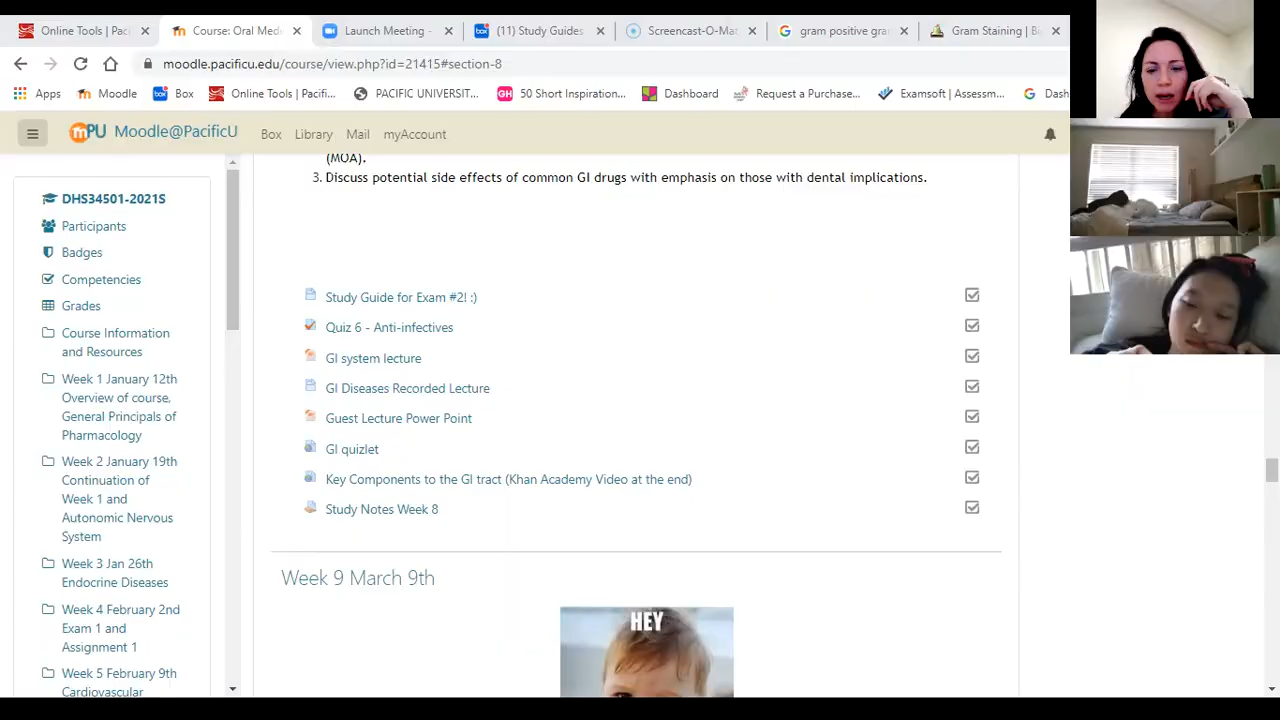 Online Tools | Paci
Course: Oral Med
Launch Meeting -
(11) Study Guides
Screencast-O-Mat
gram positive gra
Gram Staining | Bi
moodle.pacificu.edu/course/view.php?id=21415#section-8
Apps
Moodle
Box
Online Tools | Pacifi...
PACIFIC UNIVERSIT...
50 Short Inspiration...
Dashboard
Request a Purchase...
Examsoft | Assessm...
Dash
mPU Moodle@PacificU
Box
Library
Mail
myAccount
(MOA).
3. Discuss potential side effects of common GI drugs with emphasis on those with dental implications.
DHS34501-2021S
Participants
Badges
Competencies
Grades
Course Information
and Resources
Week 1 January 12th
Overview of course,
General Principals of
Pharmacology
Week 2 January 19th
Continuation of
Week 1 and
Autonomic Nervous
System
Week 3 Jan 26th
Endocrine Diseases
Week 4 February 2nd
Exam 1 and
Assignment 1
Week 5 February 9th
Cardiovascular
Study Guide for Exam #2! :)
Quiz 6 - Anti-infectives
GI system lecture
GI Diseases Recorded Lecture
Guest Lecture Power Point
GI quizlet
Key Components to the GI tract (Khan Academy Video at the end)
Study Notes Week 8
Week 9 March 9th
HEY